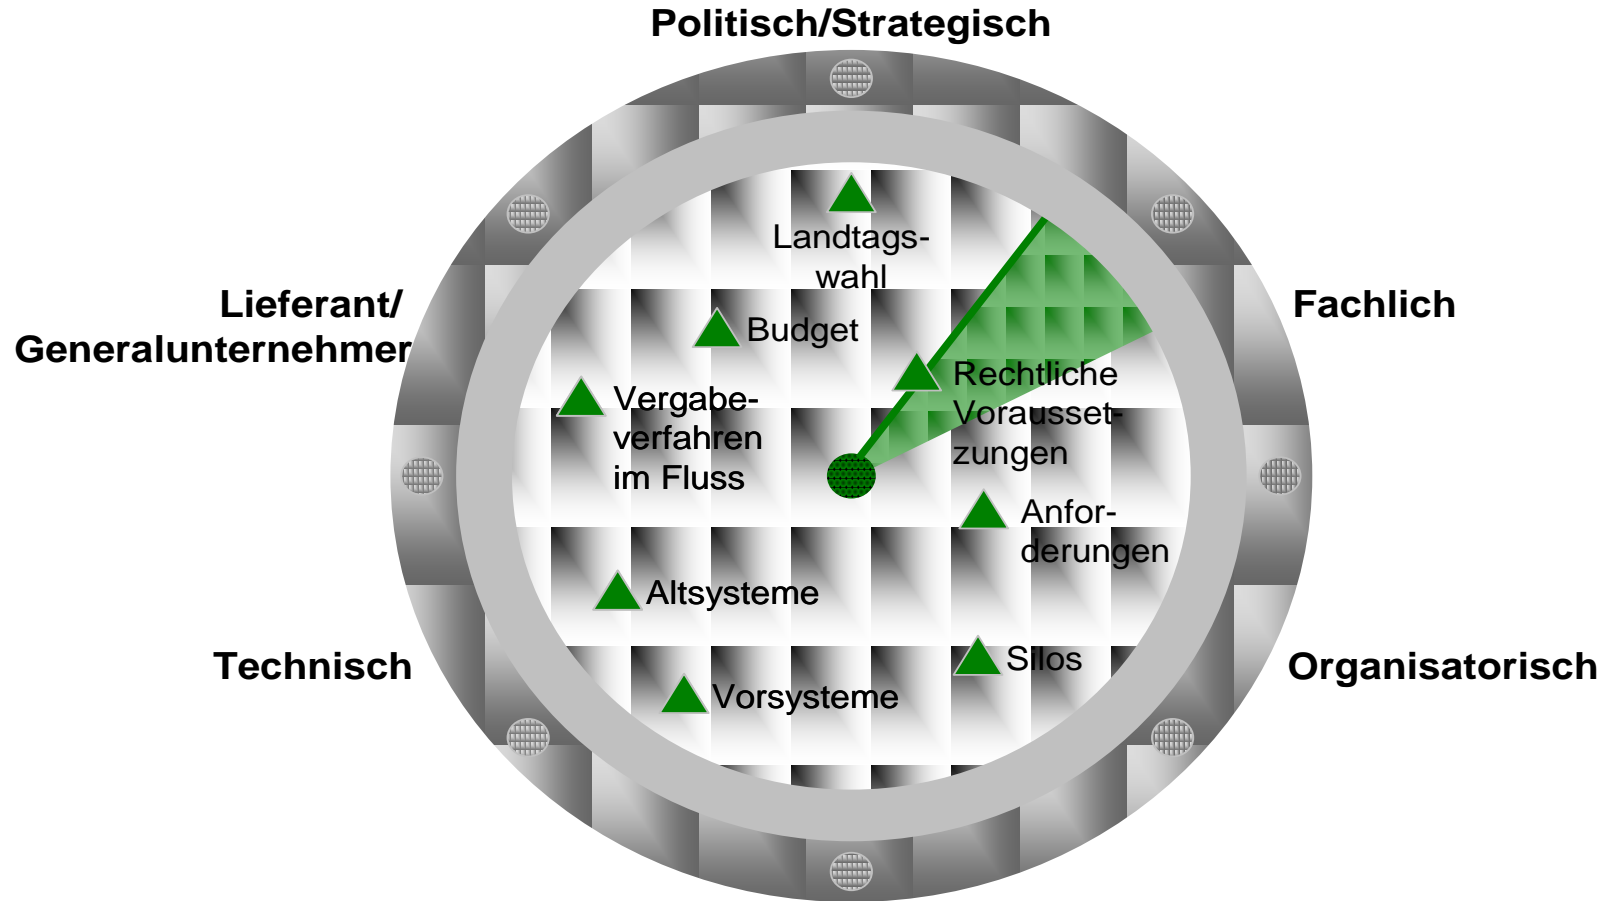 Politisch/Strategisch
Landtags-
wahl
Lieferant/
Generalunternehmer
Fachlich
Budget
Rechtliche
Vorausset-
zungen
Vergabe-
verfahren
im Fluss
Anfor-
derungen
Altsysteme
Silos
Technisch
Organisatorisch
Vorsysteme